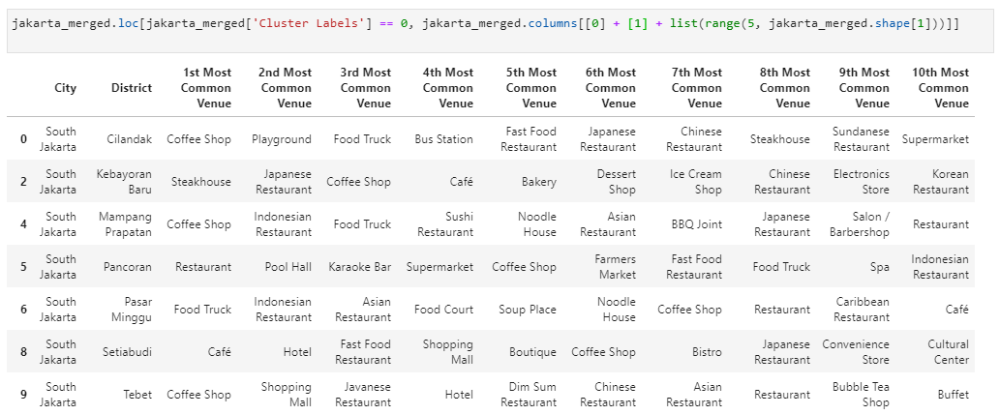 jakarta_merged.loc[jakarta_merged['Cluster Labels'] == 0, jakarta_merged.columns[[0] + [1] + list(range(5, jakarta_merged.shape[1]))]]
City District 1st Most Common Venue 2nd Most Common Venue 3rd Most Common Venue 4th Most Common Venue 5th Most Common Venue 6th Most Common Venue 7th Most Common Venue 8th Most Common Venue 9th Most Common Venue 10th Most Common Venue
0 South Jakarta Cilandak Coffee Shop Playground Food Truck Bus Station Fast Food Restaurant Japanese Restaurant Chinese Restaurant Steakhouse Sundanese Restaurant Supermarket
2 South Jakarta Kebayoran Baru Steakhouse Japanese Restaurant Coffee Shop Café Bakery Dessert Shop Ice Cream Shop Chinese Restaurant Electronics Store Korean Restaurant
4 South Jakarta Mampang Prapatan Coffee Shop Indonesian Restaurant Food Truck Sushi Restaurant Noodle House Asian Restaurant BBQ Joint Japanese Restaurant Salon / Barbershop Restaurant
5 South Jakarta Pancoran Restaurant Pool Hall Karaoke Bar Supermarket Coffee Shop Farmers Market Fast Food Restaurant Food Truck Spa Indonesian Restaurant
6 South Jakarta Pasar Minggu Food Truck Indonesian Restaurant Asian Restaurant Food Court Soup Place Noodle House Coffee Shop Restaurant Caribbean Restaurant Café
8 South Jakarta Setiabudi Café Hotel Fast Food Restaurant Shopping Mall Boutique Coffee Shop Bistro Japanese Restaurant Convenience Store Cultural Center
9 South Jakarta Tebet Coffee Shop Shopping Mall Javanese Restaurant Hotel Dim Sum Restaurant Chinese Restaurant Asian Restaurant Restaurant Bubble Tea Shop Buffet